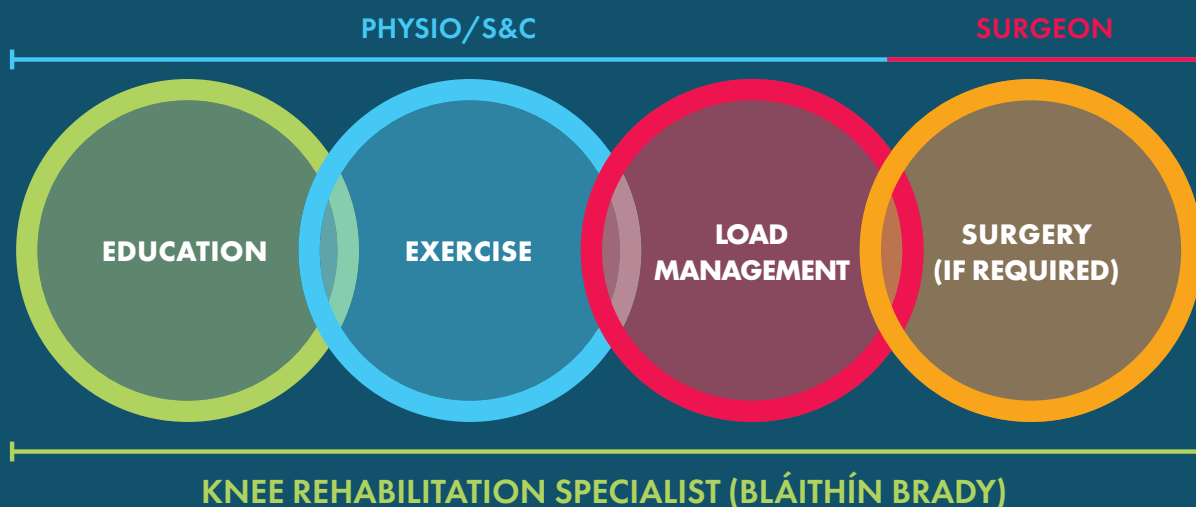 PHYSIO/S&C
SURGEON
EDUCATION
EXERCISE
LOAD
MANAGEMENT
SURGERY
(IF REQUIRED)
KNEE REHABILITATION SPECIALIST (BLÁITHÍN BRADY)